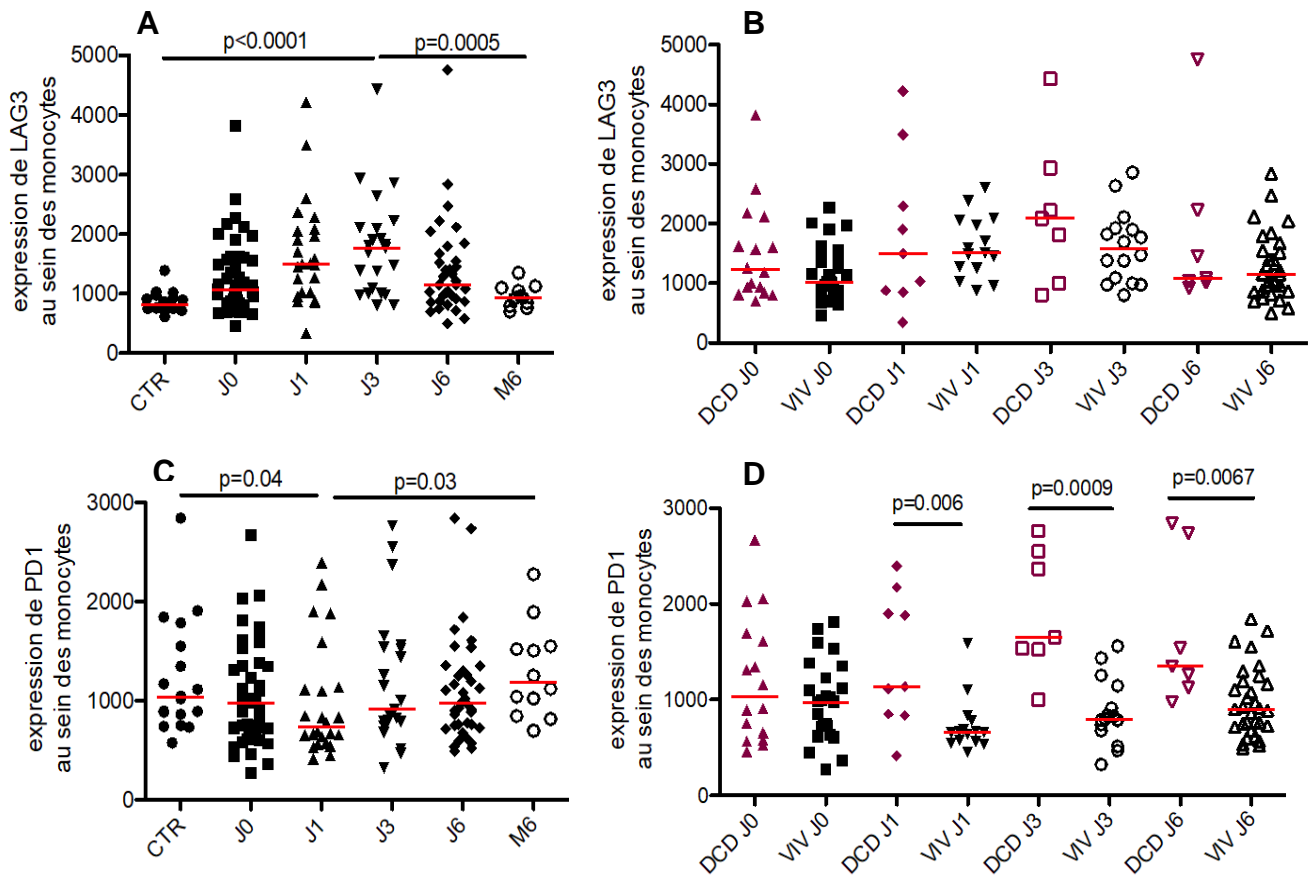 A
p<0.0001
p=0.0005
expression de LAG3
au sein des monocytes
5000
4000
3000
2000
1000
0
CTR
J0
J1
J3
J6
M6
B
expression de LAG3
au sein des monocytes
5000
4000
3000
2000
1000
0
DCD J0
VIV J0
DCD J1
VIV J1
DCD J3
VIV J3
DCD J6
VIV J6
C
p=0.04
p=0.03
expression de PD1
au sein des monocytes
3000
2000
1000
0
CTR
J0
J1
J3
J6
M6
D
p=0.006
p=0.0009
p=0.0067
expression de PD1
au sein des monocytes
3000
2000
1000
0
DCD J0
VIV J0
DCD J1
VIV J1
DCD J3
VIV J3
DCD J6
VIV J6